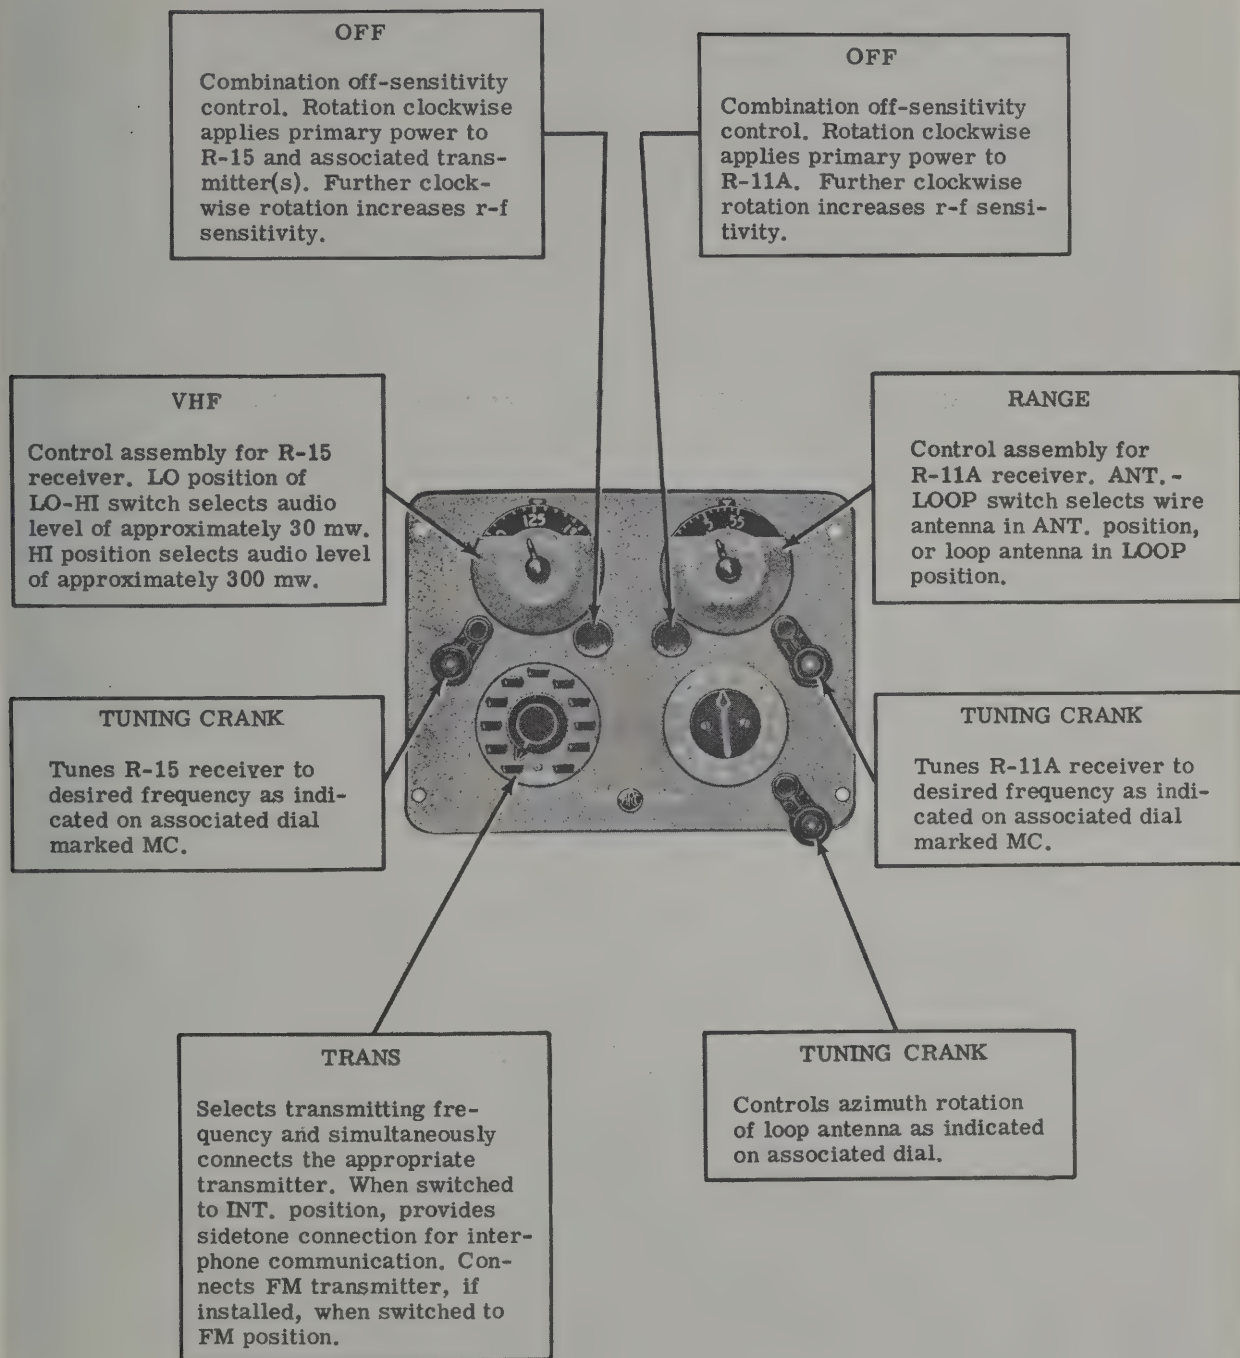 OFF
Combination off-sensitivity
control. Rotation clockwise
applies primary power to
R-15 and associated trans-
mitter(s). Further clock-
wise rotation increases r-f
sensitivity.
OFF
Combination off-sensitivity
control. Rotation clockwise
applies primary power to
R-11A. Further clockwise
rotation increases r-f sensi-
tivity.
VHF
Control assembly for R-15
receiver. LO position of
LO-HI switch selects audio
level of approximately 30 mw.
HI position selects audio level
of approximately 300 mw.
RANGE
Control assembly for
R-11A receiver. ANT. -
LOOP switch selects wire
antenna in ANT. position,
or loop antenna in LOOP
position.
125
55
TUNING CRANK
Tunes R-15 receiver to
desired frequency as indi-
cated on associated dial
marked MC.
TUNING CRANK
Tunes R-11A receiver to
desired frequency as indi-
cated on associated dial
marked MC.
TRANS
Selects transmitting fre-
quency and simultaneously
connects the appropriate
transmitter. When switched
to INT. position, provides
sidetone connection for inter-
phone communication. Con-
nects FM transmitter, if
installed, when switched to
FM position.
TUNING CRANK
Controls azimuth rotation
of loop antenna as indicated
on associated dial.